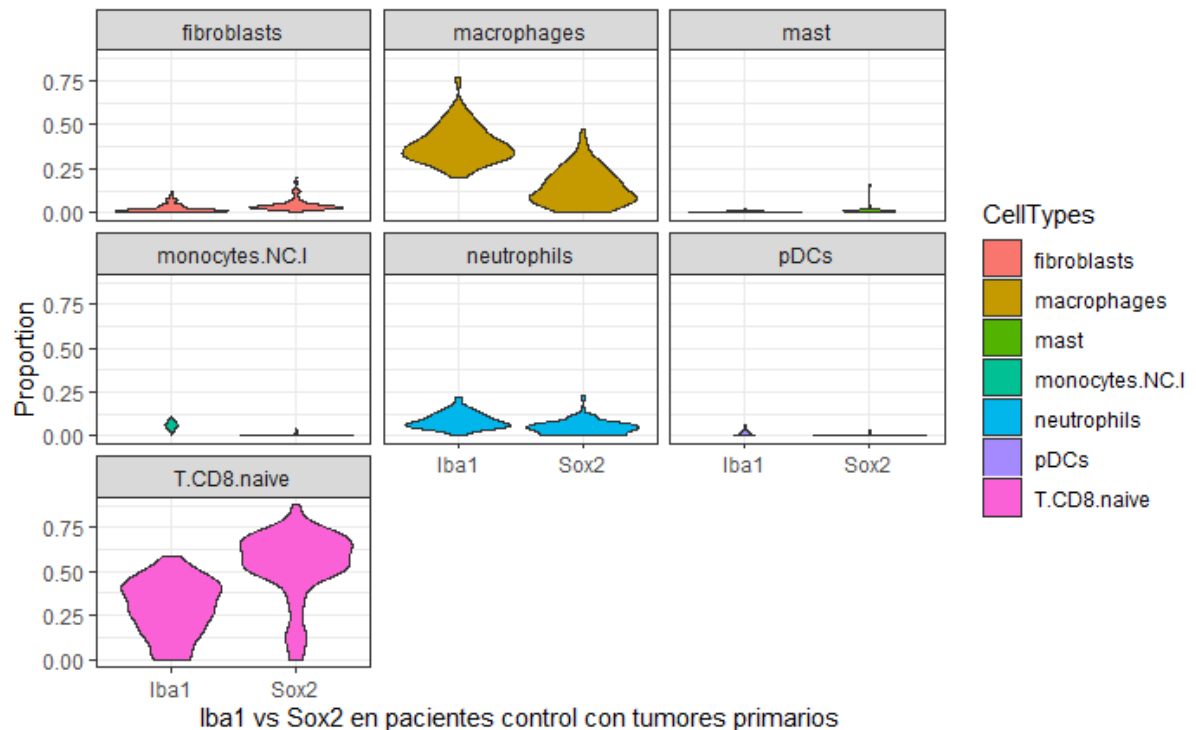 fibroblasts macrophages mast
0.75
0.50
0.25
0.00
monocytes.NC.I neutrophils pDCs
0.75
0.50
0.25
0.00
Iba1 Sox2 Iba1 Sox2
T.CD8.naive
0.75
0.50
0.25
0.00
Iba1 Sox2
Proportion
Iba1 vs Sox2 en pacientes control con tumores primarios
CellTypes
fibroblasts
macrophages
mast
monocytes.NC.I
neutrophils
pDCs
T.CD8.naive